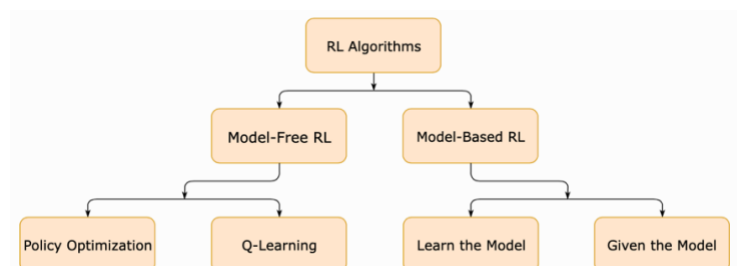 RL Algorithms
Model-Free RL
Model-Based RL
Policy Optimization
Q-Learning
Learn the Model
Given the Model